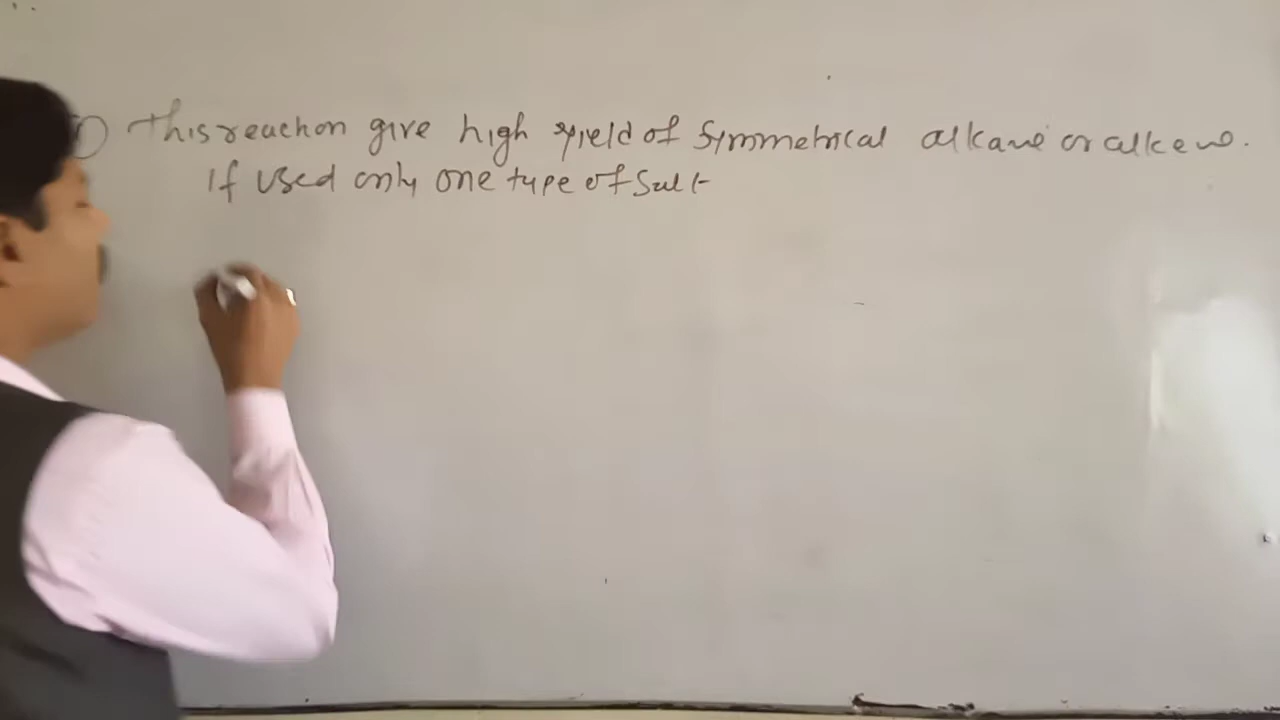 This reaction give high yield of Symmetrical alkane or alkene.
If used only one type of Salt